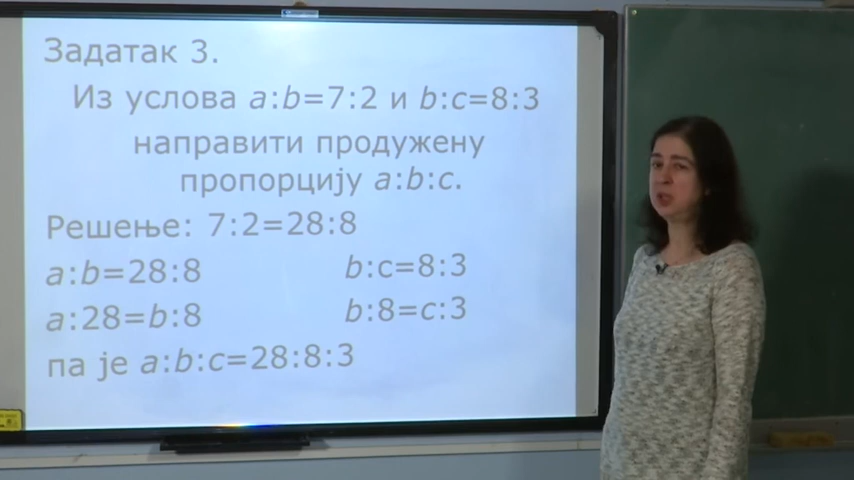 Задатак 3.
Из услова a:b=7:2 и b:c=8:3
направити продужену
пропорцију a:b:c.
Решење: 7:2=28:8
a:b=28:8 b:c=8:3
a:28=b:8 b:8=c:3
па је a:b:c=28:8:3